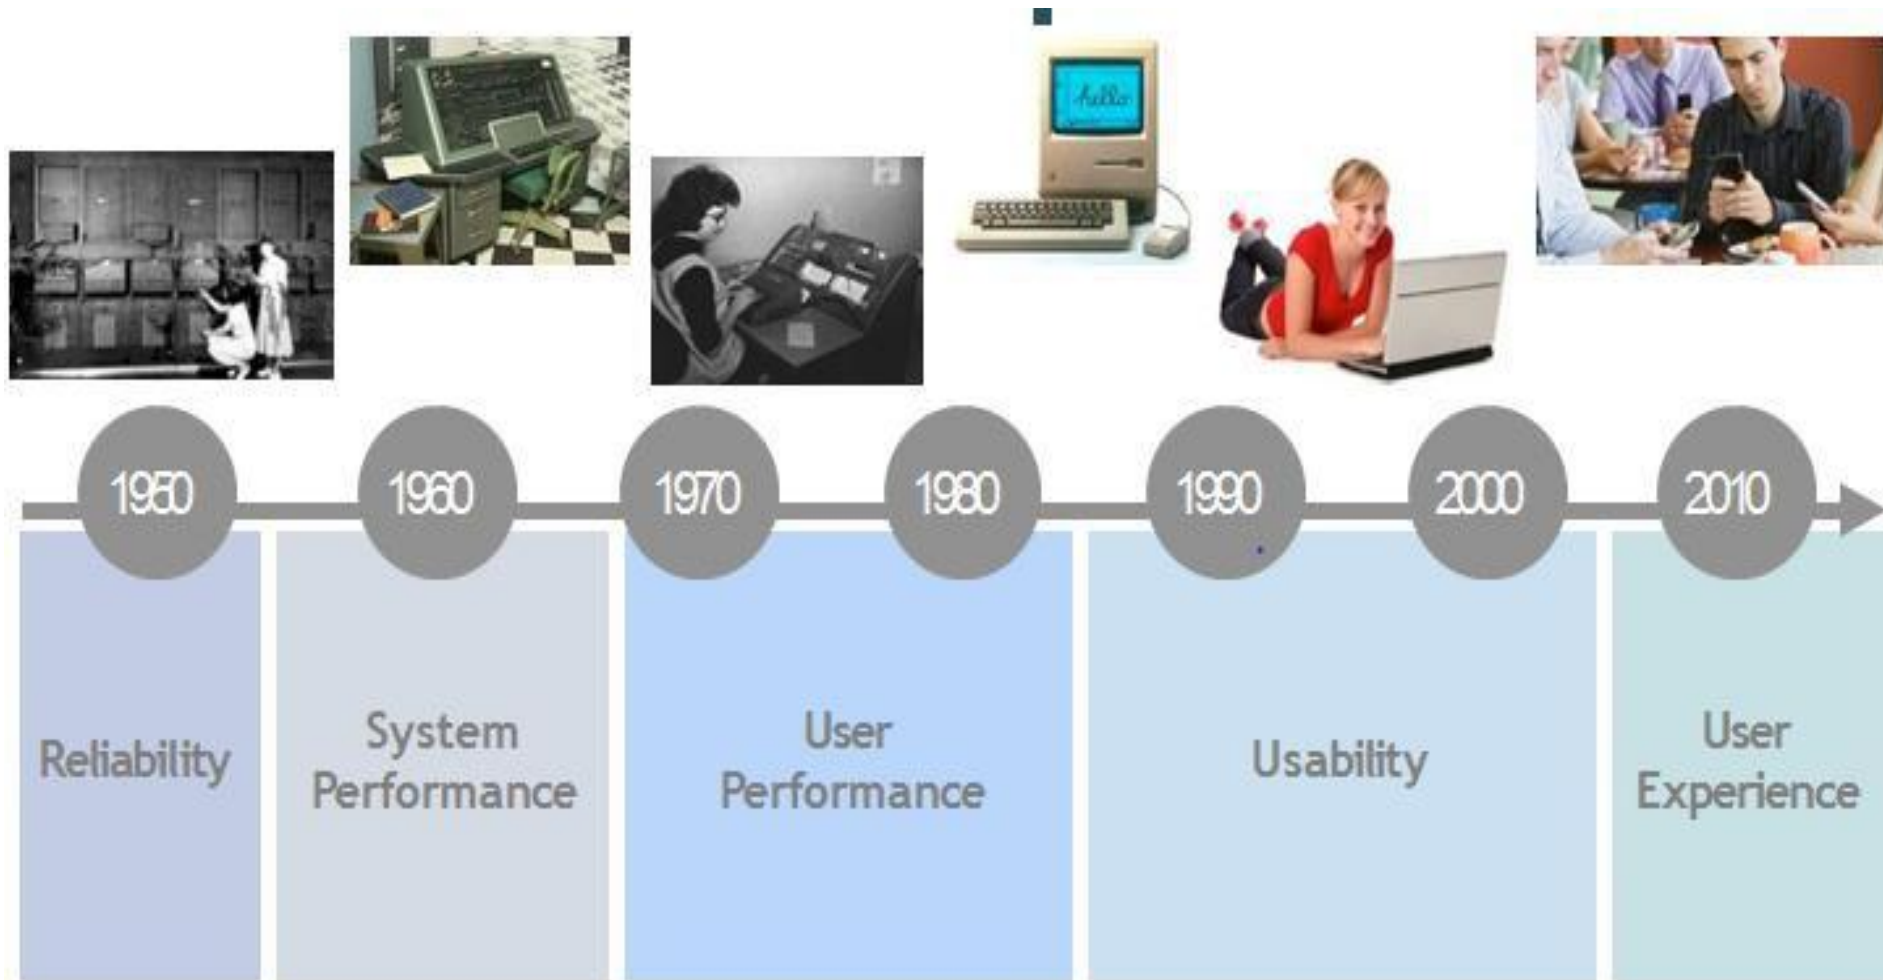 hello
1950
1960
1970
1980
1990
2000
2010
Reliability
System
Performance
User
Performance
Usability
User
Experience